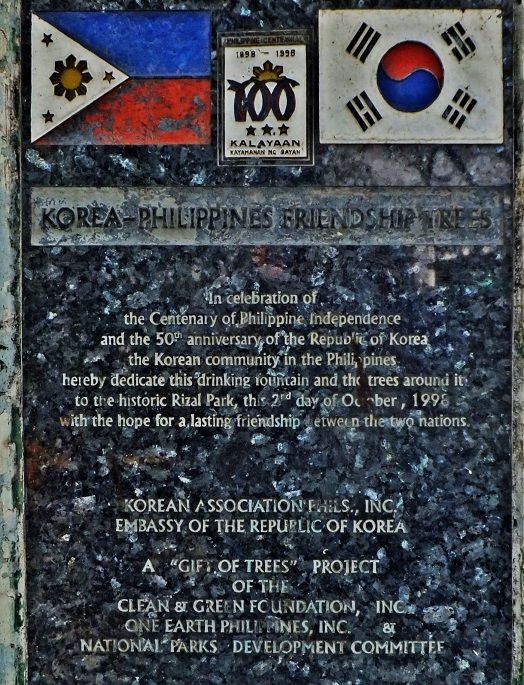 PHILIPPINE CENTENNIAL
1898 - 1998
100
KALAYAAN
KAYAMANAN NG BAYAN
KOREA-PHILIPPINES FRIENDSHIP TREES
In celebration of
the Centenary of Philippine Independence
and the 50th anniversary of the Republic of Korea
the Korean community in the Philippines
hereby dedicate this drinking fountain and the trees around it
to the historic Rizal Park, this 2rd day of October, 1998
with the hope for a lasting friendship between the two nations.
KOREAN ASSOCIATION PHILS., INC.
EMBASSY OF THE REPUBLIC OF KOREA
A "GIFT OF TREES" PROJECT
OF THE
CLEAN & GREEN FOUNDATION, INC.
ONE EARTH PHILIPPINES, INC. &
NATIONAL PARKS DEVELOPMENT COMMITTEE